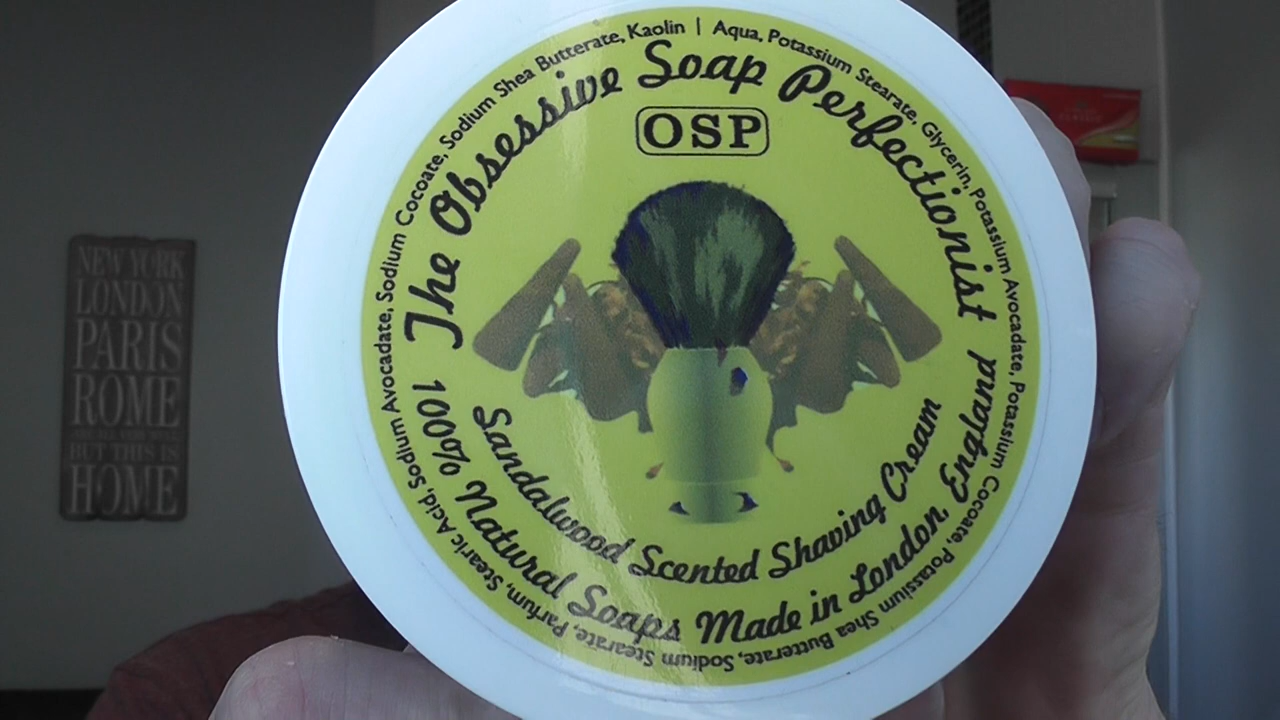 The Obsessive Soap Perfectionist
OSP
Sandalwood Scented Shaving Cream
100% Natural Soaps Made in London, England
Aqua, Potassium Stearate, Glycerin, Potassium Avocadate, Potassium Cocoate, Potassium Shea Butterate, Sodium Stearate, Parfum, Stearic Acid, Sodium Avocadate, Sodium Cocoate, Sodium Shea Butterate, Kaolin |
NEW YORK
LONDON
PARIS
ROME
BUT THIS IS
HOME